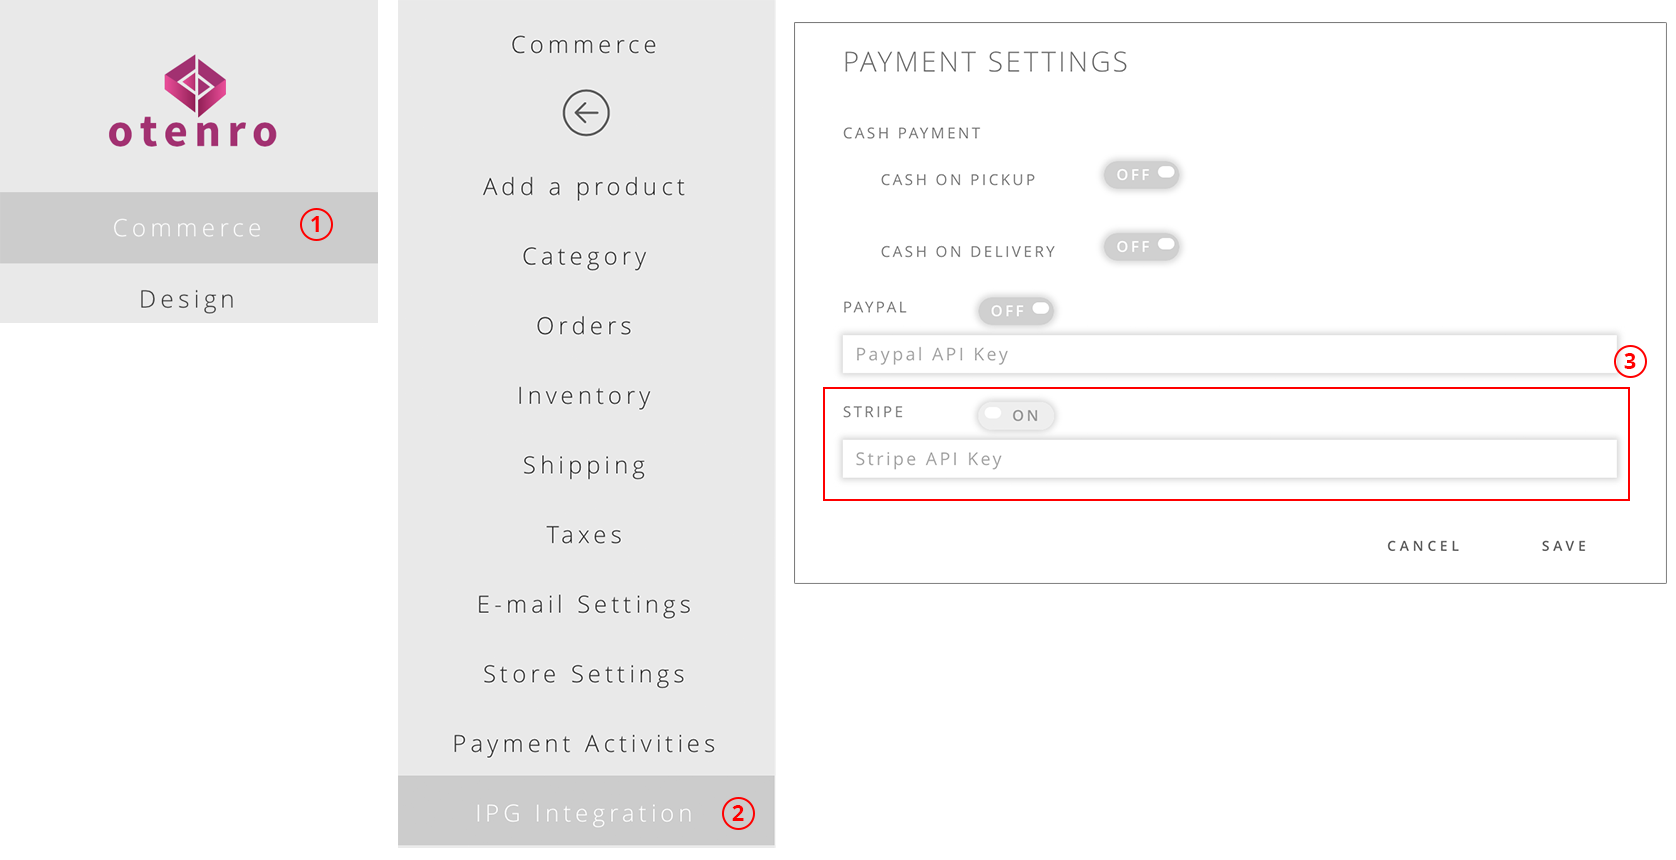 otenro
Commerce 1
Design
Commerce
Add a product
Category
Orders
Inventory
Shipping
Taxes
E-mail Settings
Store Settings
Payment Activities
IPG Integration 2
PAYMENT SETTINGS
CASH PAYMENT
CASH ON PICKUP OFF
CASH ON DELIVERY OFF
PAYPAL OFF
Paypal API Key
3
STRIPE ON
Stripe API Key
CANCEL SAVE